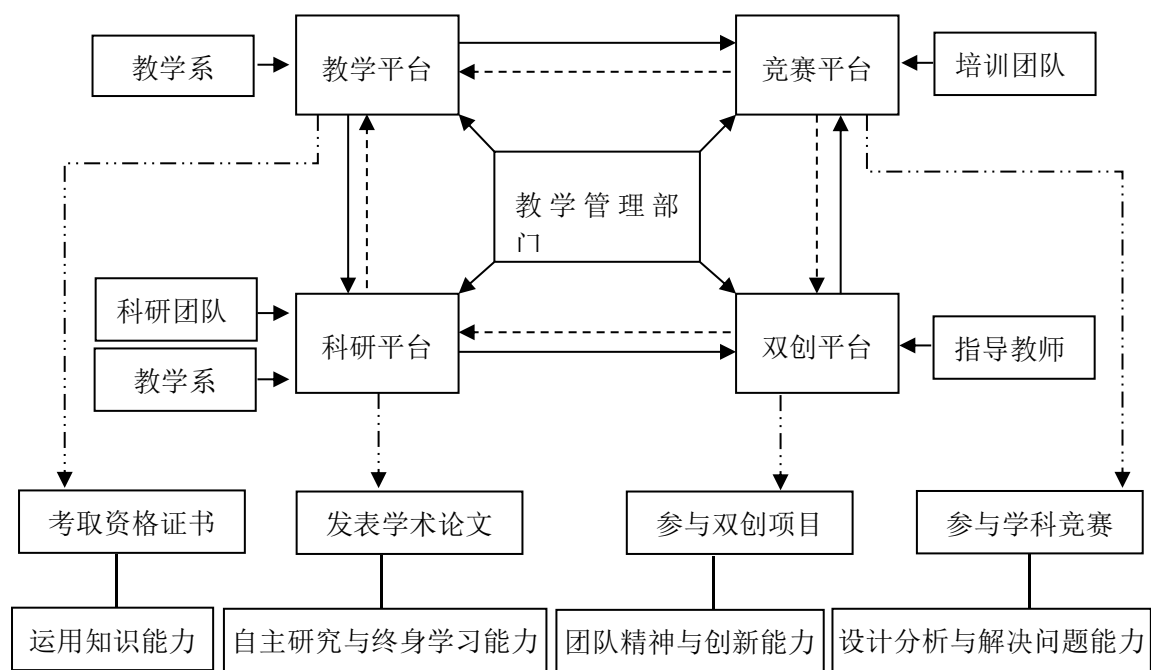 教学系
教学平台
竞赛平台
培训团队
教学管理部
门
科研团队
教学系
科研平台
双创平台
指导教师
考取资格证书
发表学术论文
参与双创项目
参与学科竞赛
运用知识能力
自主研究与终身学习能力
团队精神与创新能力
设计分析与解决问题能力